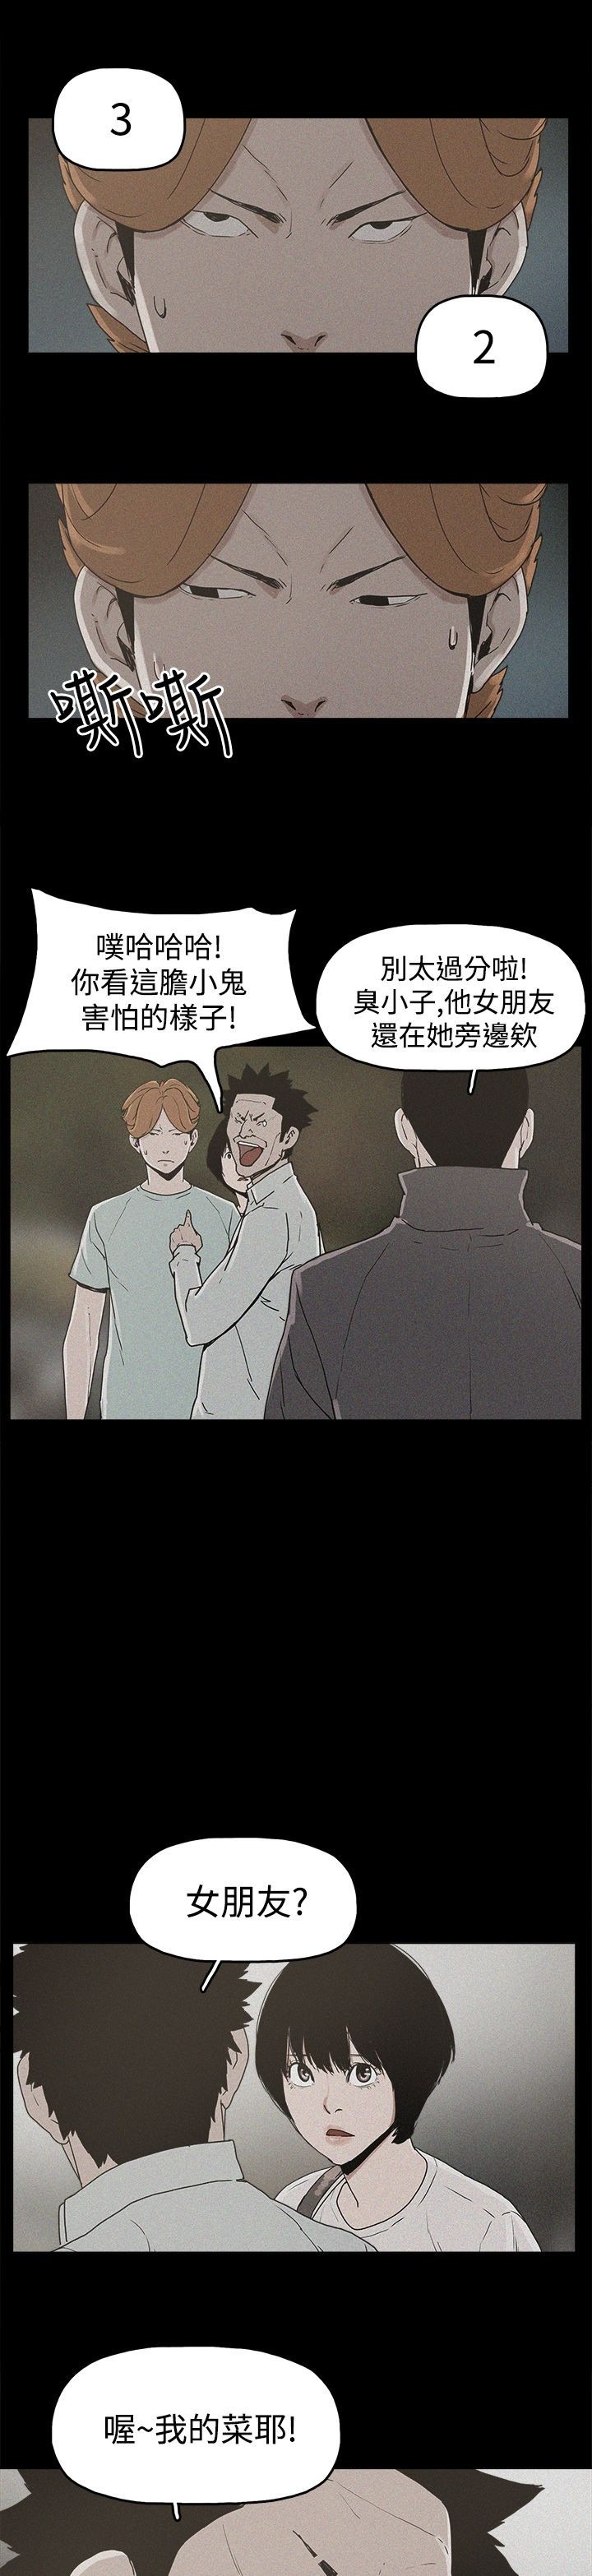 3
2
嘶嘶
噗哈哈哈!
你看這膽小鬼
害怕的樣子!
別太過分啦!
臭小子,他女朋友
還在她旁邊欸
女朋友?
喔~我的菜耶!